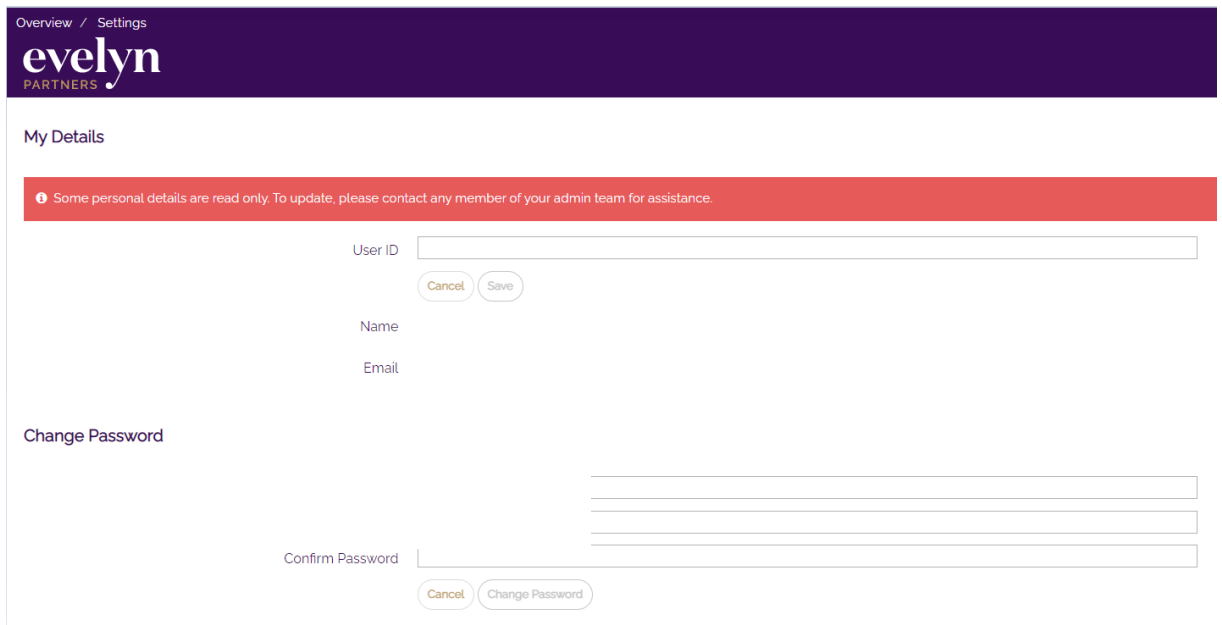 Overview / Settings
evelyn
PARTNERS
My Details
Some personal details are read only. To update, please contact any member of your admin team for assistance.
User ID
Cancel Save
Name
Email
Change Password
Confirm Password
Cancel Change Password